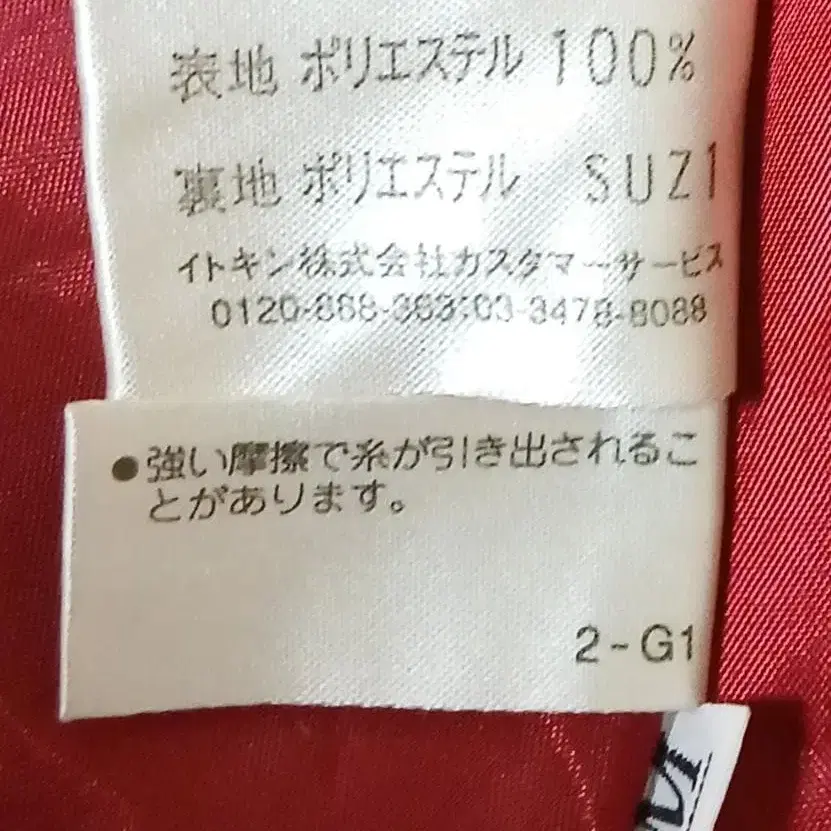 表地 ポリエステル 100%
裏地 ポリエステル SUZ1
イトキン株式会社カスタマーサービス
0120-888-363:03-3478-8088
●強い摩擦で糸が引き出されるこ
とがあります。
2-G1